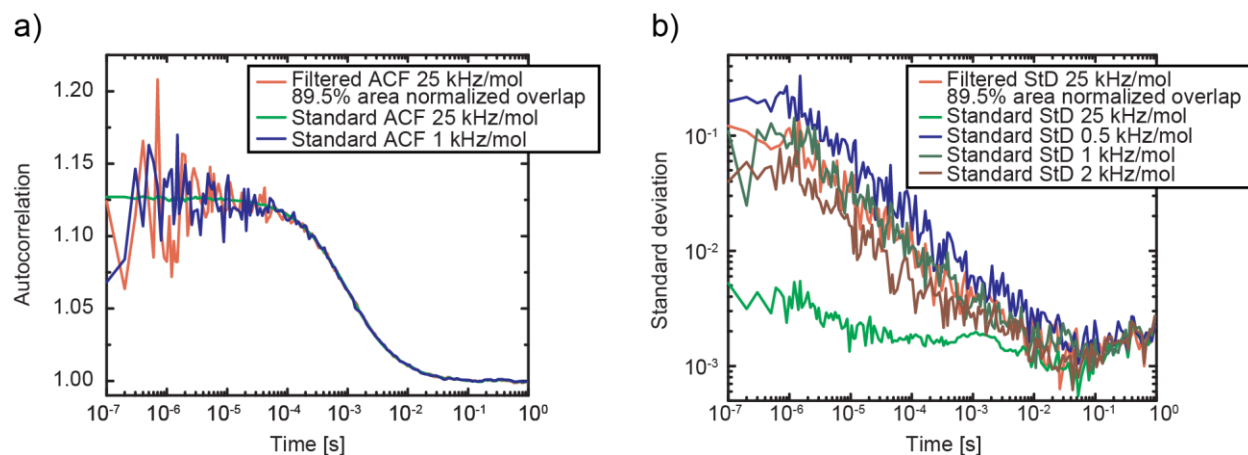 a)
1.20
1.15
1.10
1.05
1.00
Autocorrelation
Filtered ACF 25 kHz/mol
89.5% area normalized overlap
Standard ACF 25 kHz/mol
Standard ACF 1 kHz/mol
10⁻⁷ 10⁻⁶ 10⁻⁵ 10⁻⁴ 10⁻³ 10⁻² 10⁻¹ 10⁰
Time [s]
b)
10⁻¹
10⁻²
10⁻³
Standard deviation
Filtered StD 25 kHz/mol
89.5% area normalized overlap
Standard StD 25 kHz/mol
Standard StD 0.5 kHz/mol
Standard StD 1 kHz/mol
Standard StD 2 kHz/mol
10⁻⁷ 10⁻⁶ 10⁻⁵ 10⁻⁴ 10⁻³ 10⁻² 10⁻¹ 10⁰
Time [s]